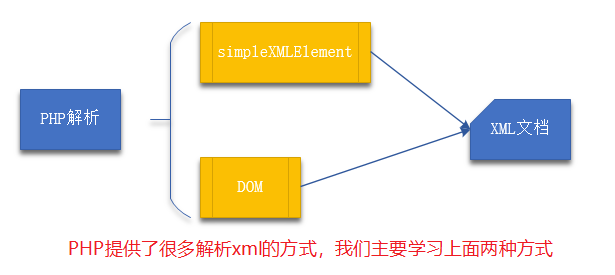 simpleXMLElement
PHP解析
XML文档
DOM
PHP提供了很多解析xml的方式，我们主要学习上面两种方式